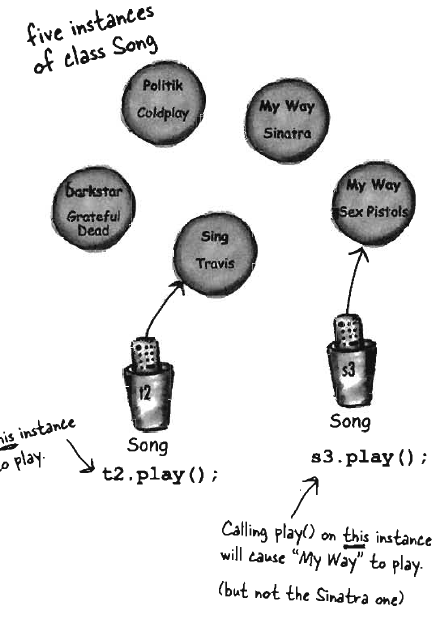 five instances
of class Song
Politik
Coldplay
My Way
Sinatra
Darkstar
Grateful
Dead
My Way
Sex Pistols
Sing
Travis
t2
s3
Song
Song
this instance
to play.
t2.play();
s3.play();
Calling play() on this instance
will cause "My Way" to play.
(but not the Sinatra one)